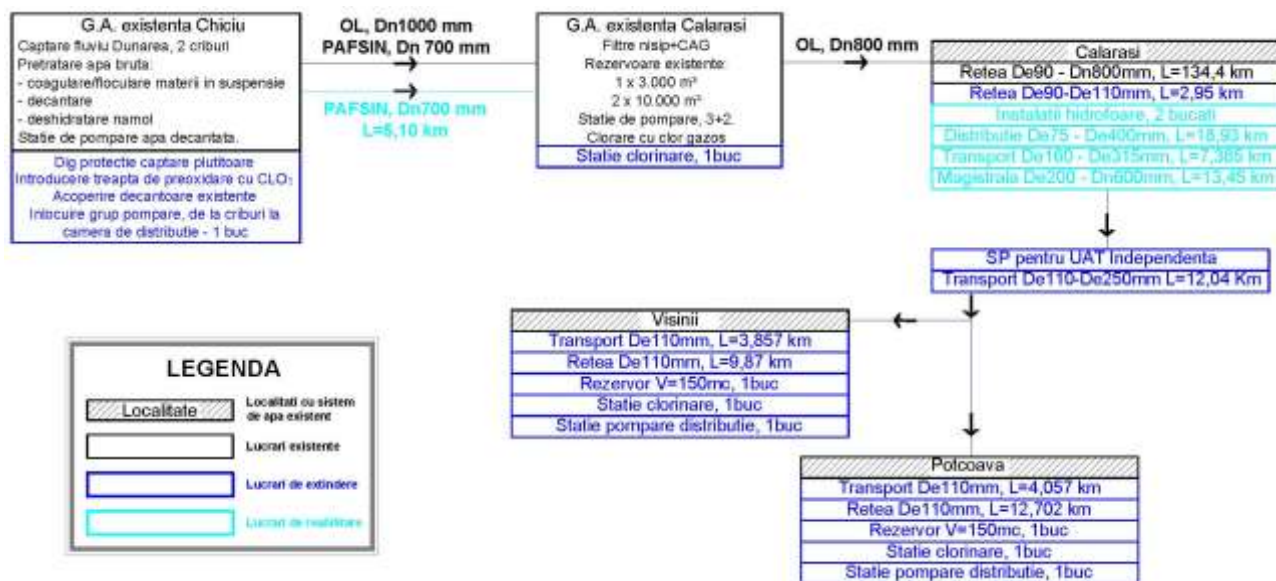 G.A. existenta Chiciu
Captare fluviu Dunarea, 2 criburi
Pretratare apa bruta:
- coagulare/floculare materii in suspensie
- decantare
- deshidratare namol
Statie de pompare apa decantata.
Dig protectie captare plutitoare
Introducere treapta de preoxidare cu CLO₂
Acoperire decantoare existente
Inlocuire grup pompare, de la criburi la
camera de distributie - 1 buc
OL, Dn1000 mm
PAFSIN, Dn 700 mm
PAFSIN, Dn700 mm
L=5,10 km
G.A. existenta Calarasi
Filtre nisip+CAG
Rezervoare existente:
1 x 3.000 m³
2 x 10.000 m³
Statie de pompare, 3+2.
Clorare cu clor gazos
Statie clorinare, 1buc
OL, Dn800 mm
Calarasi
Retea De90 - Dn800mm, L=134,4 km
Retea De90-De110mm, L=2,95 km
Instalatii hidrofoare, 2 bucati
Distributie De75 - De400mm, L=18,93 km
Transport De160 - De315mm, L=7,385 km
Magistrala De200 - Dn600mm, L=13,45 km
SP pentru UAT Independenta
Transport De110-De250mm L=12,04 Km
Visinii
Transport De110mm, L=3,857 km
Retea De110mm, L=9,87 km
Rezervor V=150mc, 1buc
Statie clorinare, 1buc
Statie pompare distributie, 1buc
Potcoava
Transport De110mm, L=4,057 km
Retea De110mm, L=12,702 km
Rezervor V=150mc, 1buc
Statie clorinare, 1buc
Statie pompare distributie, 1buc
LEGENDA
Localitate
Localitati cu sistem
de apa existent
Lucrari existente
Lucrari de extindere
Lucrari de reabilitare